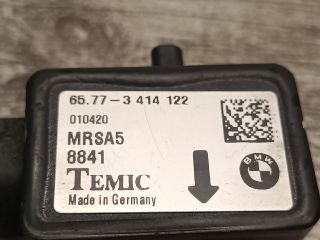 65.77-3 414 122
010420
MRSA5
8841
TEMIC
BMW
Made in Germany